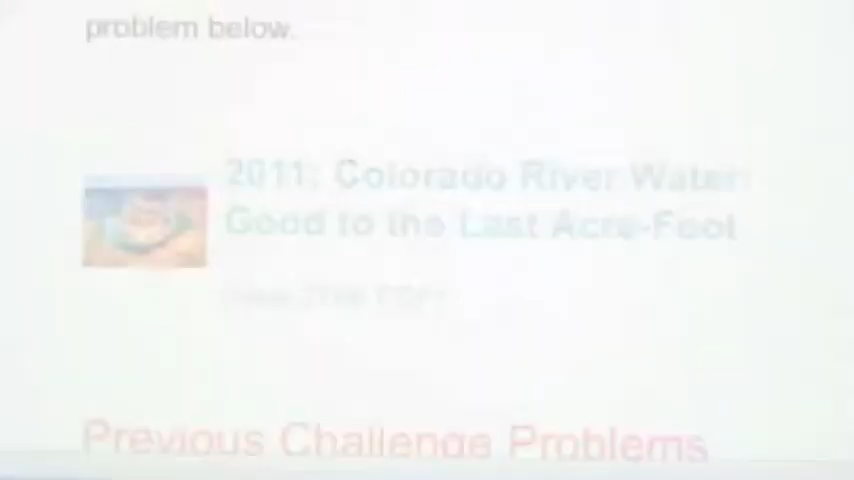 problem below.
2011: Colorado River Water:
Good to the Last Acre-Foot
Previous Challenge Problems